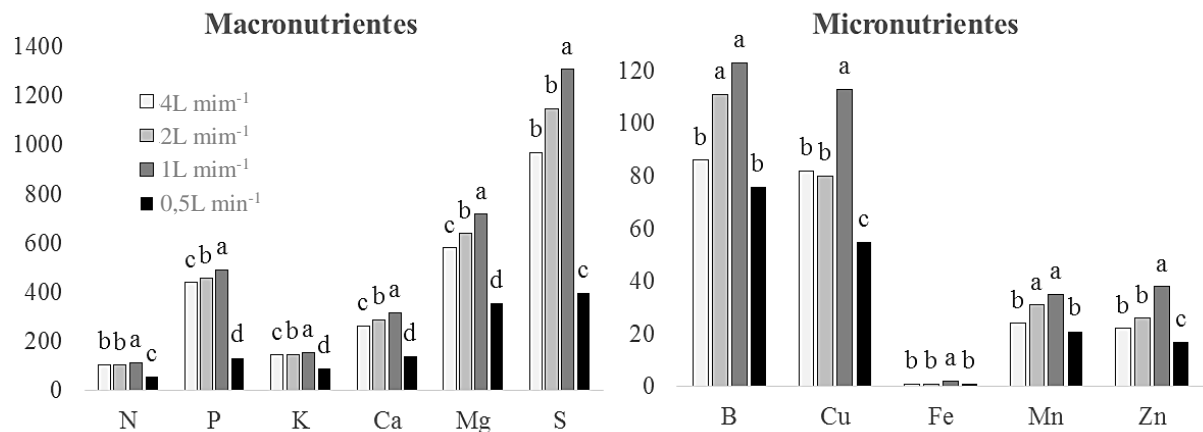 Macronutrientes
1400
1200
1000
800
600
400
200
0
4L mim⁻¹
2L mim⁻¹
1L mim⁻¹
0,5L min⁻¹
b b a c
c b a d
c b a d
c b a d
c b a d
b b a c
N P K Ca Mg S
Micronutrientes
120
100
80
60
40
20
0
b a a b
b b a c
b b a b
b a a b
b b a c
B Cu Fe Mn Zn